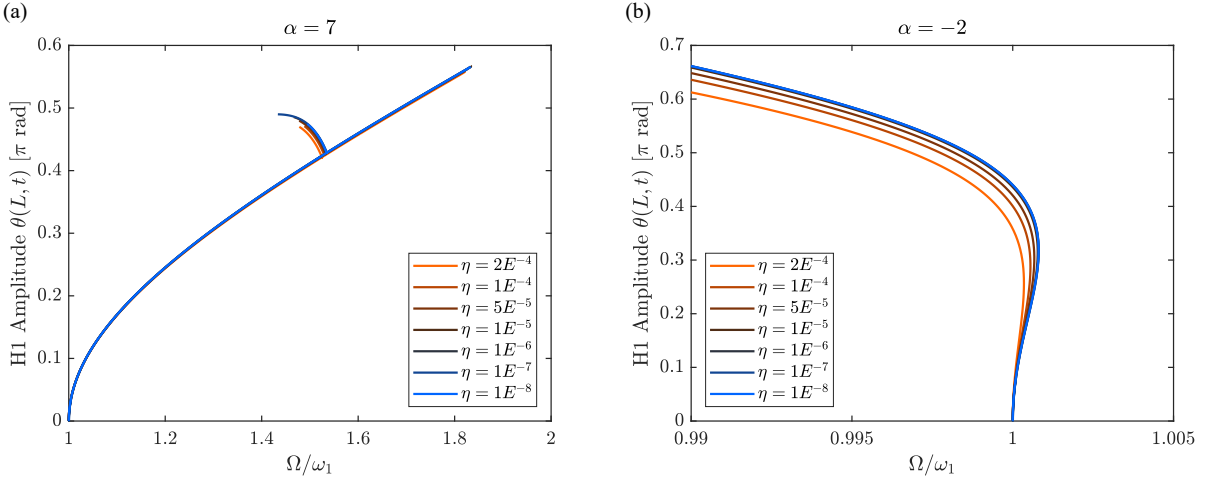 (a)
α = 7
H1 Amplitude θ(L, t) [π rad]
0.6
0.5
0.4
0.3
0.2
0.1
0
1
1.2
1.4
1.6
1.8
2
Ω/ω₁
η = 2E⁻⁴
η = 1E⁻⁴
η = 5E⁻⁵
η = 1E⁻⁵
η = 1E⁻⁶
η = 1E⁻⁷
η = 1E⁻⁸
(b)
α = −2
H1 Amplitude θ(L, t) [π rad]
0.7
0.6
0.5
0.4
0.3
0.2
0.1
0
0.99
0.995
1
1.005
Ω/ω₁
η = 2E⁻⁴
η = 1E⁻⁴
η = 5E⁻⁵
η = 1E⁻⁵
η = 1E⁻⁶
η = 1E⁻⁷
η = 1E⁻⁸